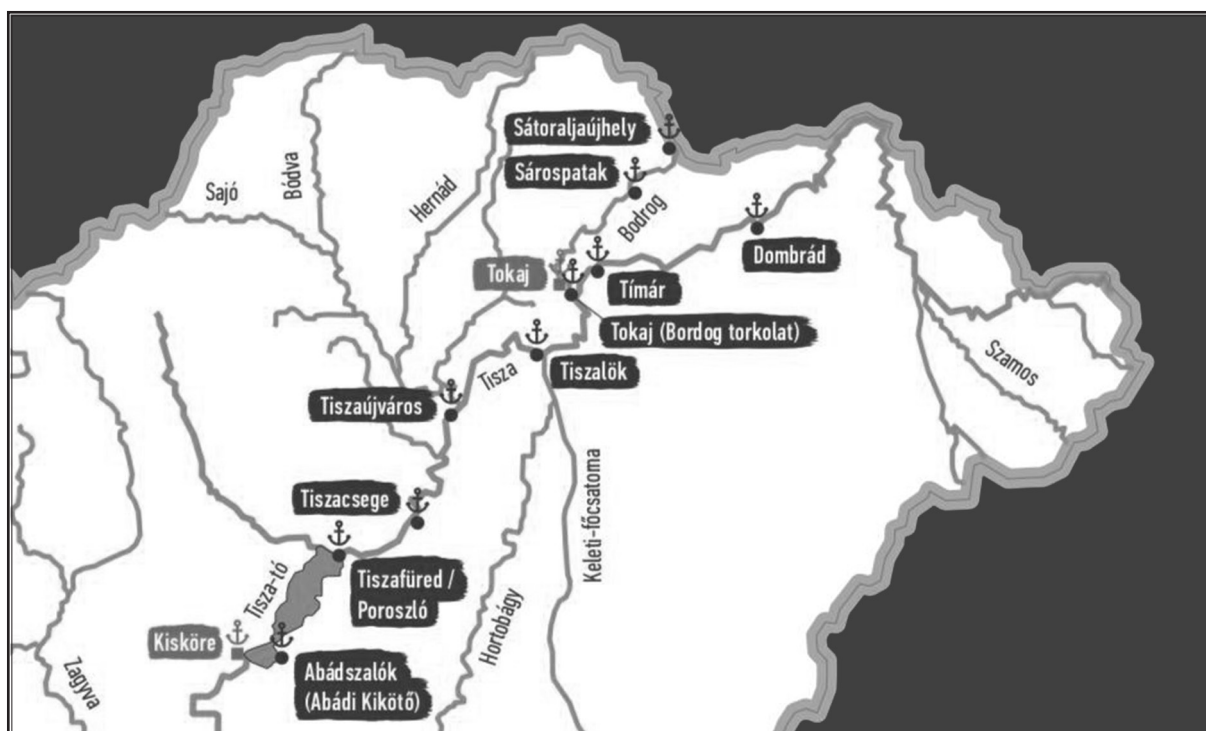 Sátoraljaújhely
Sárospatak
Bódva
Sajó
Hernád
Bodrog
Dombrád
Tokaj
Tímár
Tokaj (Bordog torkolat)
Szamos
Tisza
Tiszalök
Tiszaújváros
Keleti-főcsatoma
Tiszacsege
Tisza-tó
Tiszafüred /
Poroszló
Hortobágy
Kisköre
Abádszalók
(Abádi Kikötő)
Zagyva